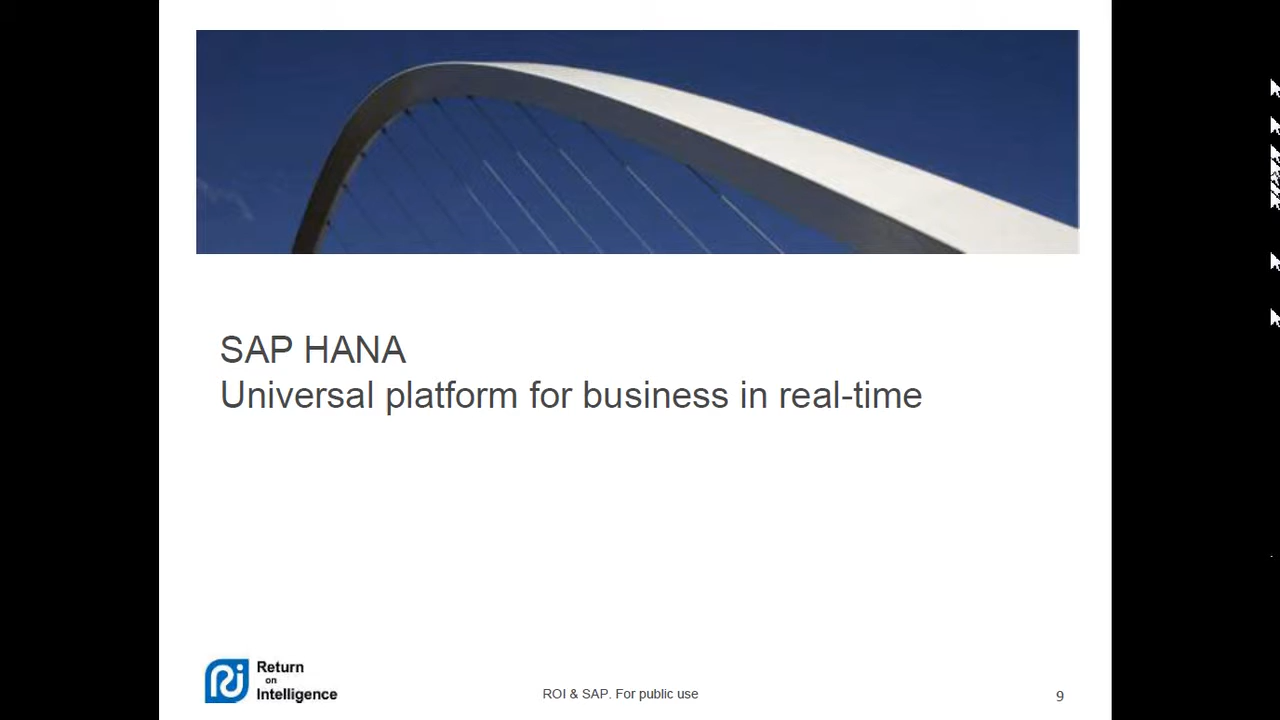 SAP HANA
Universal platform for business in real-time
Return
on
Intelligence
ROI & SAP. For public use
9